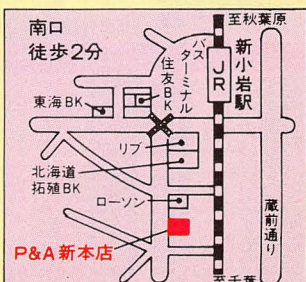 南口
徒歩2分
至秋葉原
バスターミナル
住友BK
JR
新小岩駅
東海BK
リブ
北海道
拓殖BK
ローソン
蔵前通り
P&A新本店
至千葉